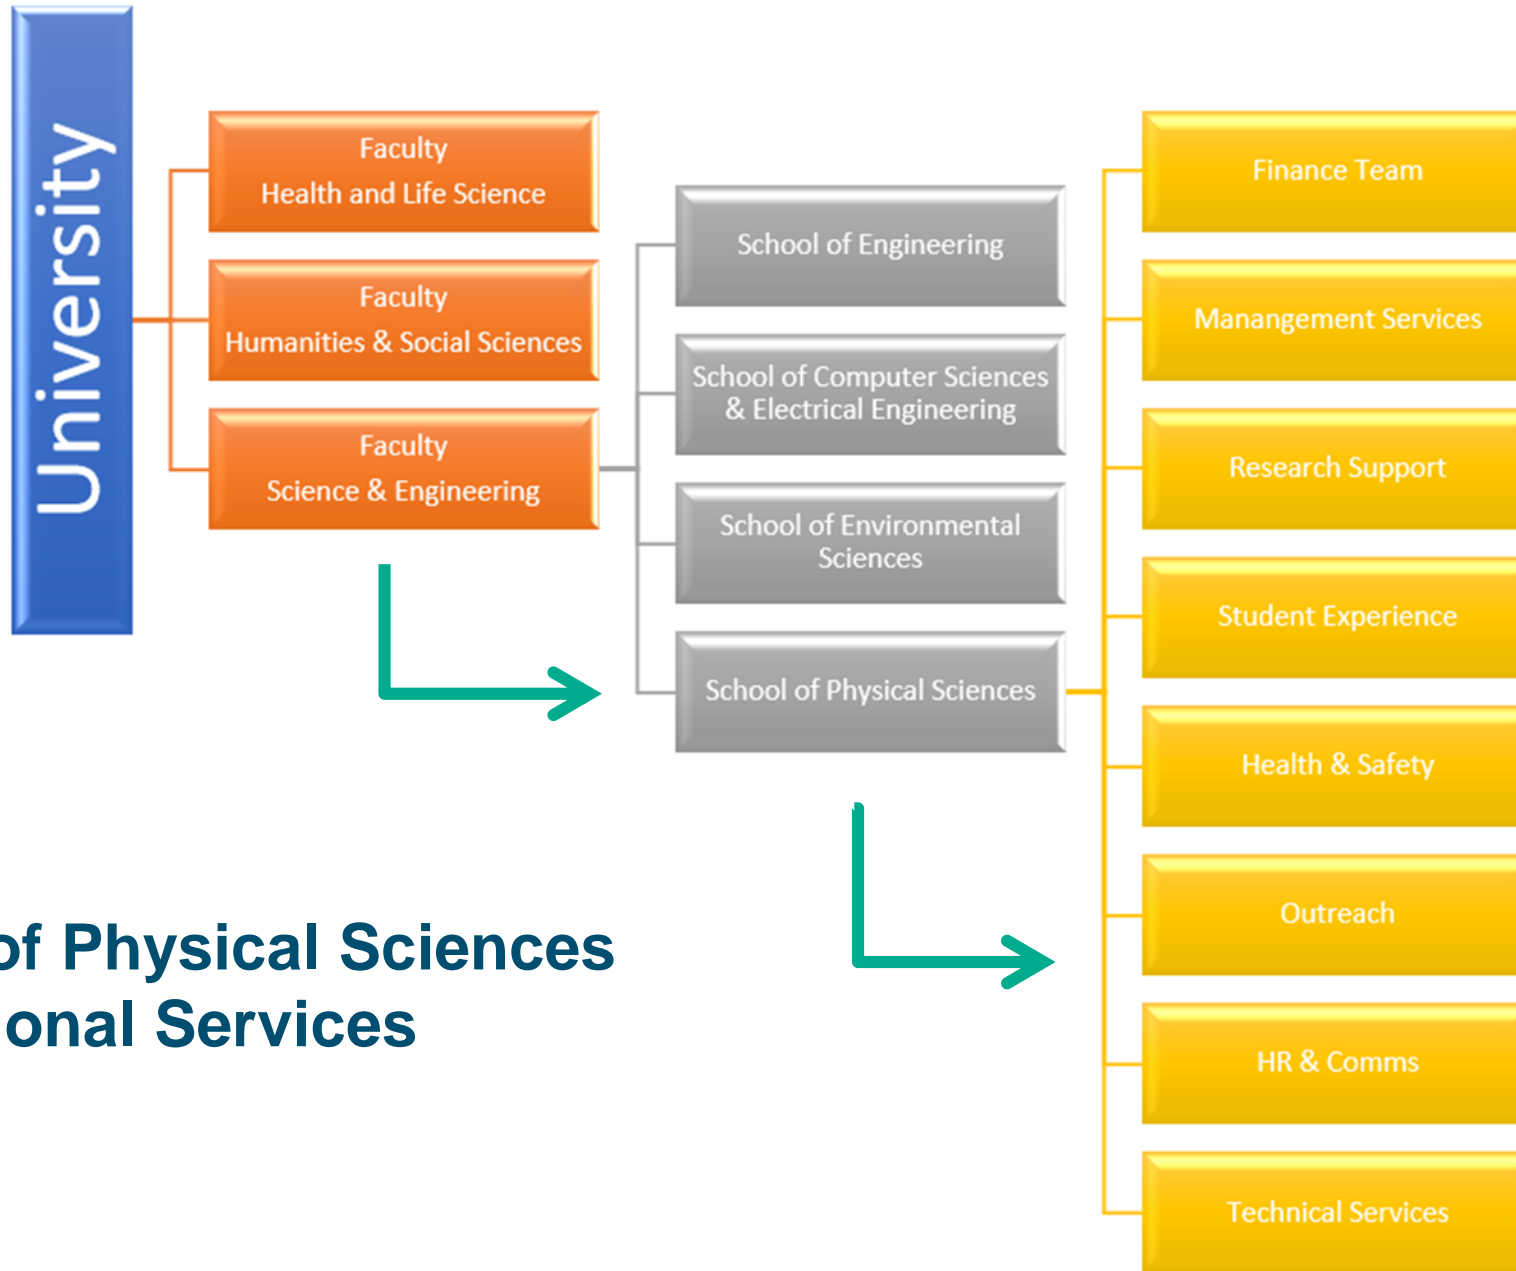 University
Faculty
Health and Life Science
Faculty
Humanities & Social Sciences
Faculty
Science & Engineering
School of Engineering
School of Computer Sciences
& Electrical Engineering
School of Environmental
Sciences
School of Physical Sciences
Finance Team
Manangement Services
Research Support
Student Experience
Health & Safety
Outreach
HR & Comms
Technical Services
of Physical Sciences
ional Services